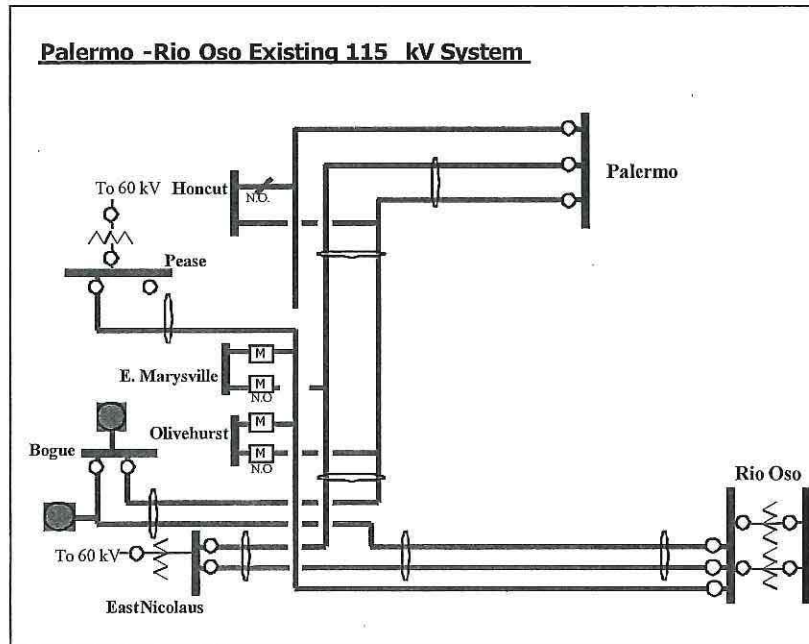 Palermo -Rio Oso Existing 115 kV System
To 60 kV
Honcut
N.O.
Palermo
Pease
M
E. Marysville
M
N.O
M
Olivehurst
M
N.O
Bogue
Rio Oso
To 60 kV
EastNicolaus